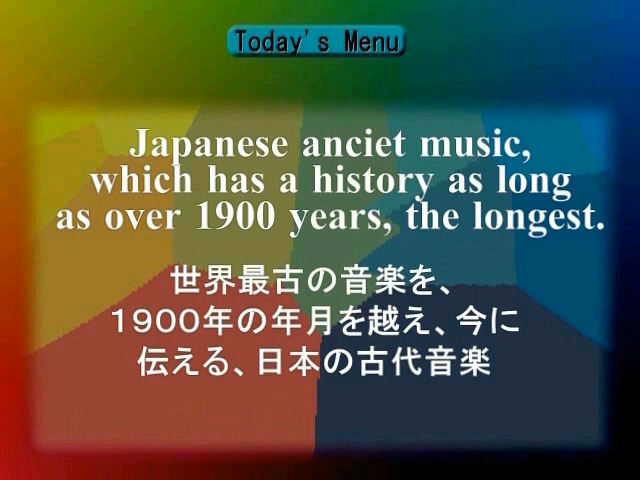 Today's Menu
Japanese anciet music,
which has a history as long
as over 1900 years, the longest.
世界最古の音楽を、
１９００年の年月を越え、今に
伝える、日本の古代音楽